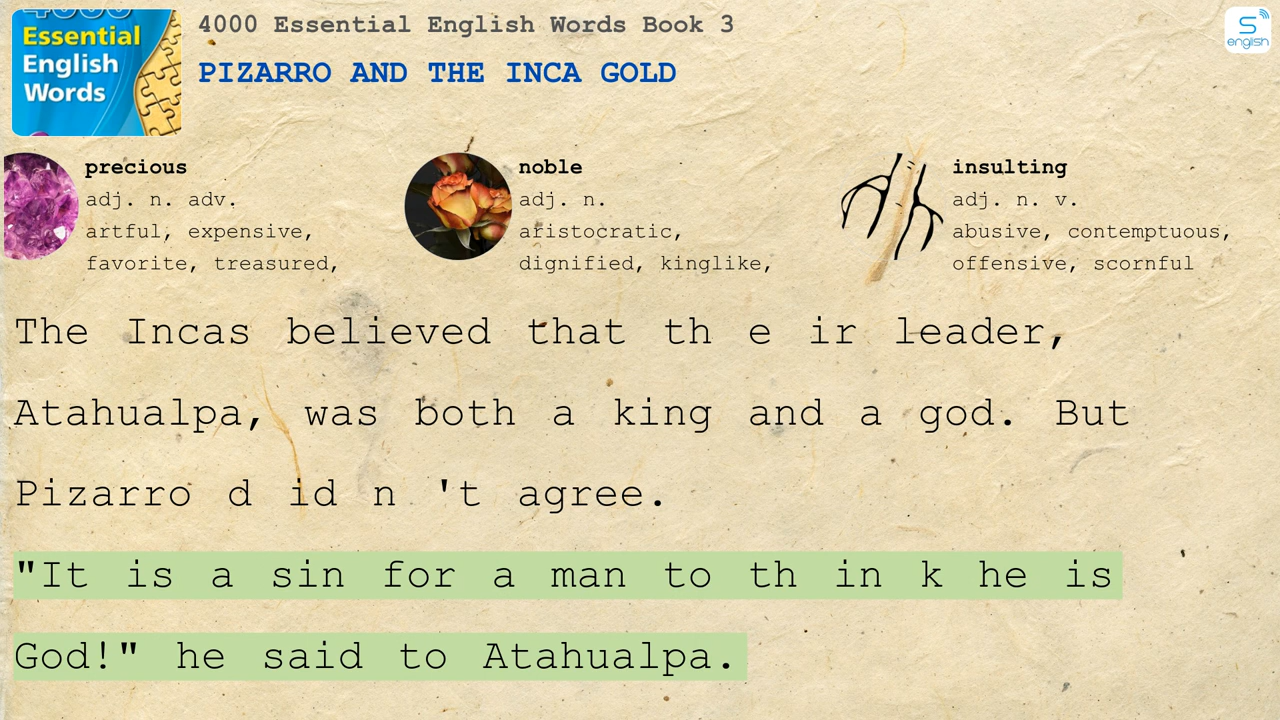 4000
Essential
English
Words
4000 Essential English Words Book 3
PIZARRO AND THE INCA GOLD
S
english
precious
adj. n. adv.
artful, expensive,
favorite, treasured,
noble
adj. n.
aristocratic,
dignified, kinglike,
insulting
adj. n. v.
abusive, contemptuous,
offensive, scornful
The Incas believed that th e ir leader,
Atahualpa, was both a king and a god. But
Pizarro d id n 't agree.
"It is a sin for a man to th in k he is
God!" he said to Atahualpa.